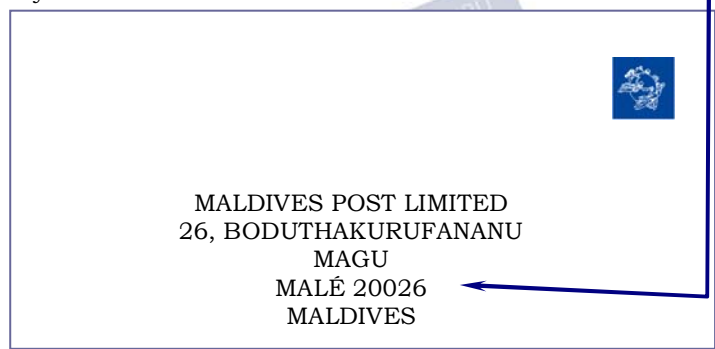 MALDIVES POST LIMITED
26, BODUTHAKURUFANANU
MAGU
MALÉ 20026
MALDIVES